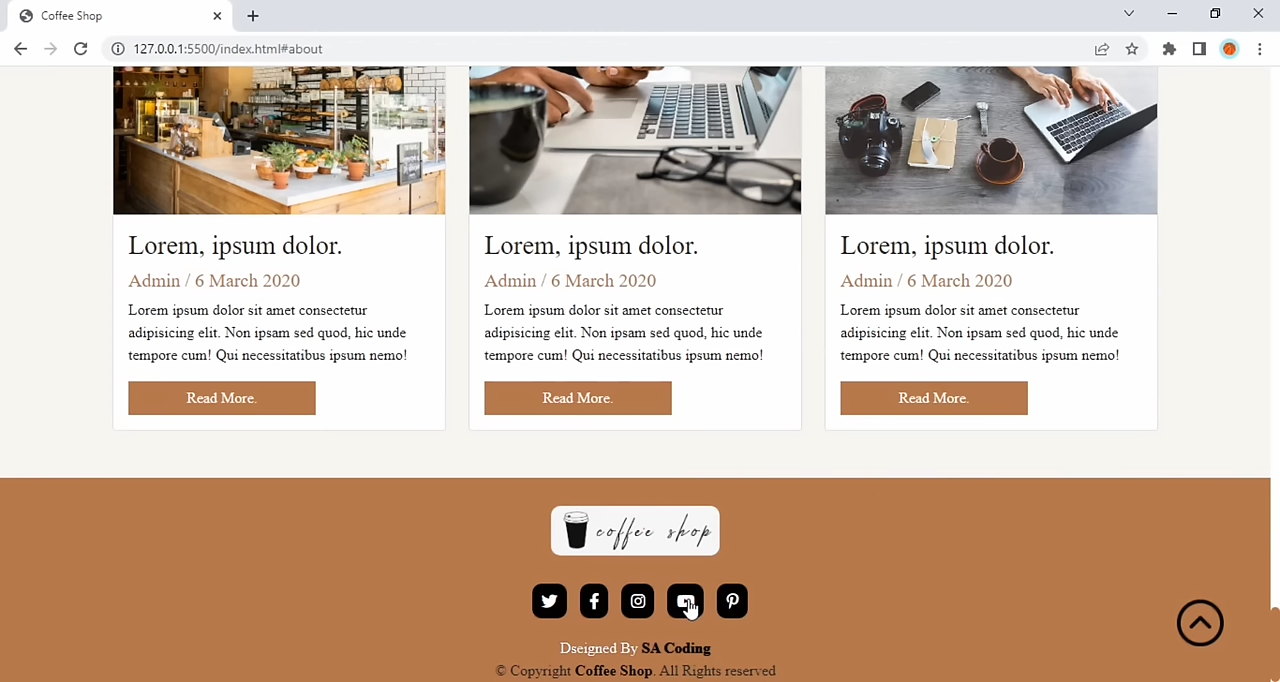 Coffee Shop
127.0.0.1:5500/index.html#about
Lorem, ipsum dolor.
Admin / 6 March 2020
Lorem ipsum dolor sit amet consectetur
adipisicing elit. Non ipsam sed quod, hic unde
tempore cum! Qui necessitatibus ipsum nemo!
Read More.
Lorem, ipsum dolor.
Admin / 6 March 2020
Lorem ipsum dolor sit amet consectetur
adipisicing elit. Non ipsam sed quod, hic unde
tempore cum! Qui necessitatibus ipsum nemo!
Read More.
Lorem, ipsum dolor.
Admin / 6 March 2020
Lorem ipsum dolor sit amet consectetur
adipisicing elit. Non ipsam sed quod, hic unde
tempore cum! Qui necessitatibus ipsum nemo!
Read More.
coffee shop
Dseigned By SA Coding
© Copyright Coffee Shop. All Rights reserved